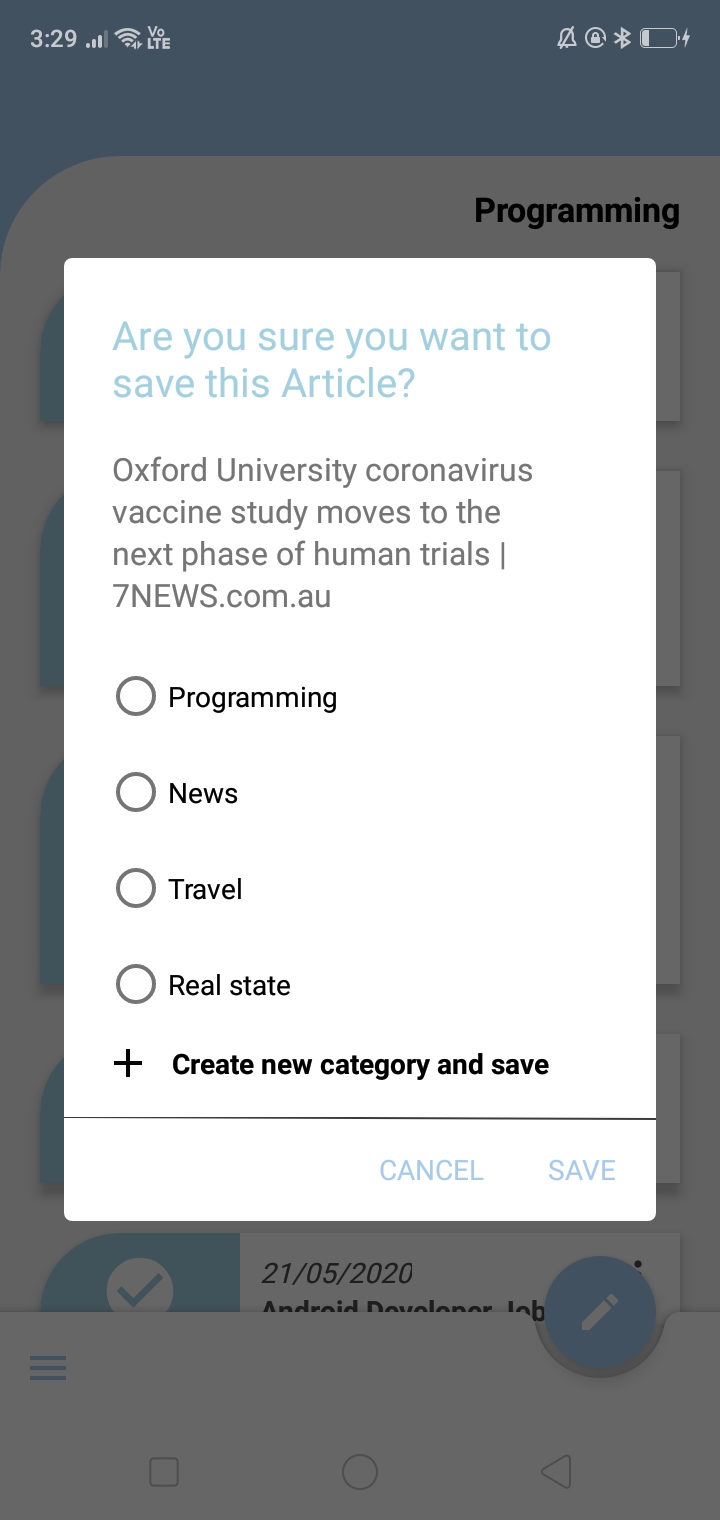 3:29 Vo LTE
Programming
Are you sure you want to
save this Article?
Oxford University coronavirus
vaccine study moves to the
next phase of human trials |
7NEWS.com.au
Programming
News
Travel
Real state
Create new category and save
CANCEL SAVE
21/05/2020
Android Developer Job